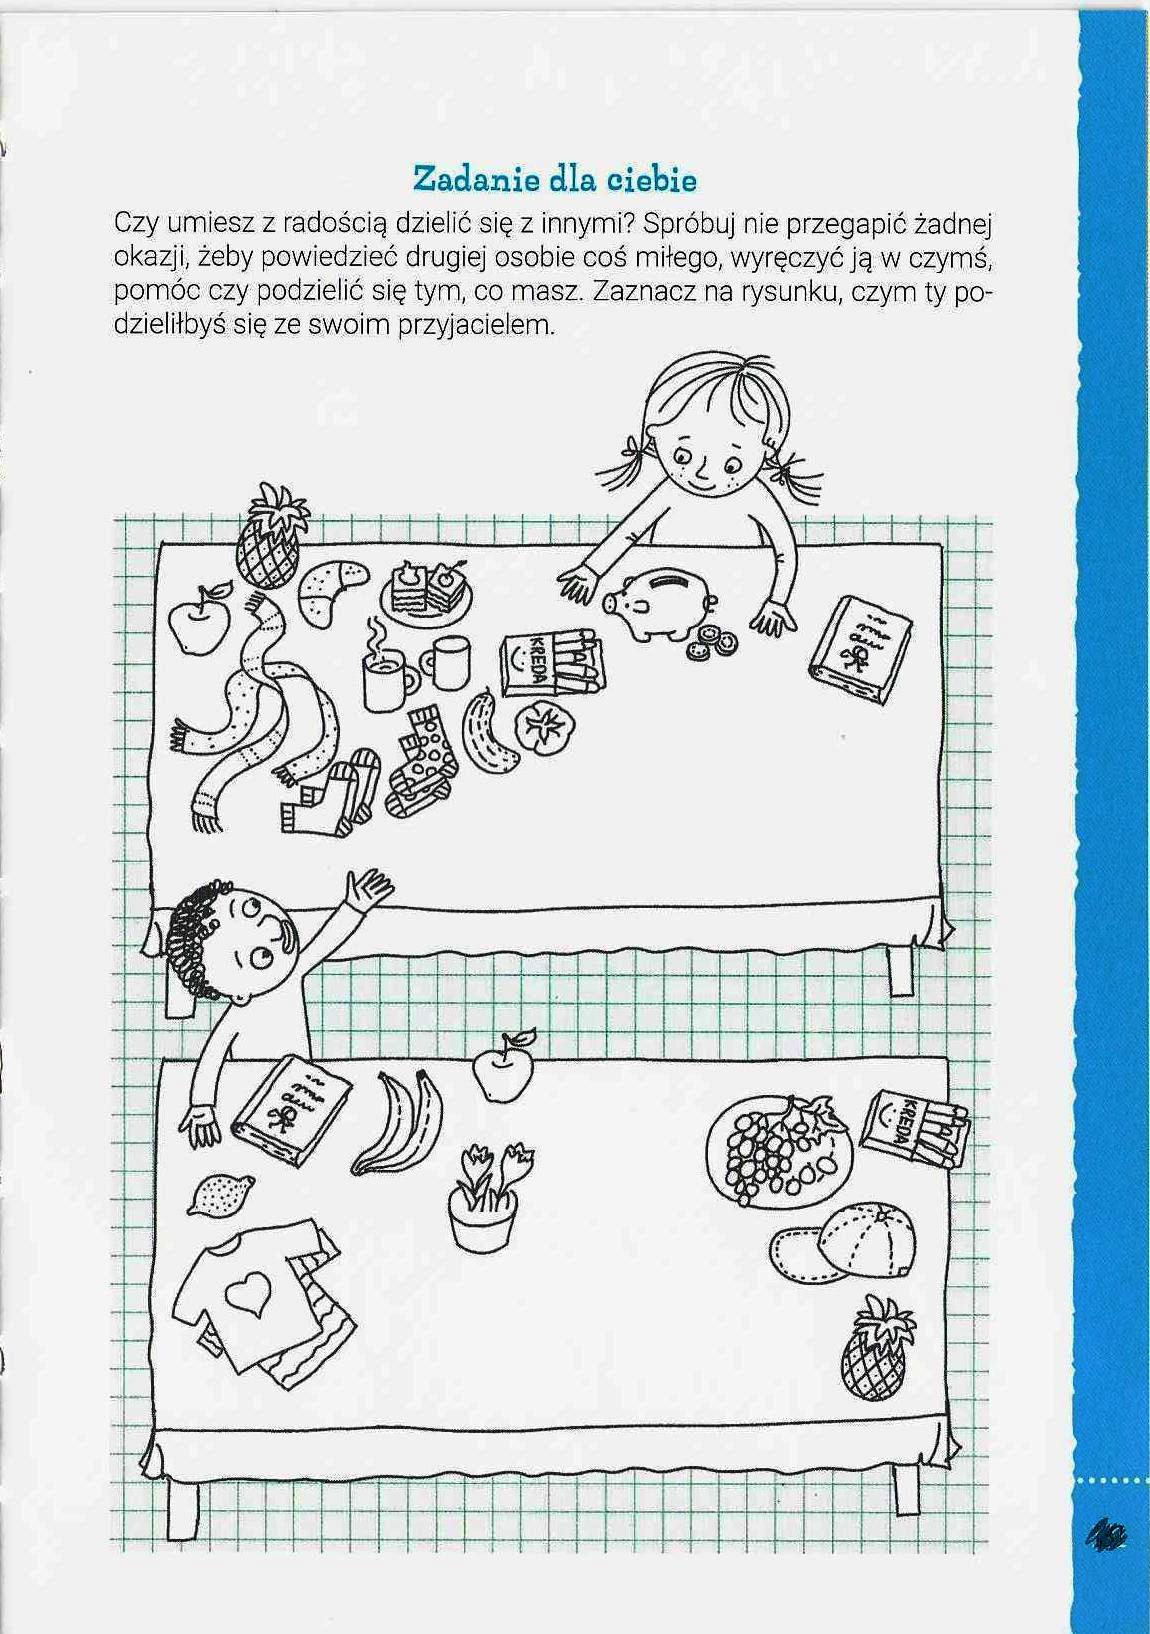 Zadanie dla ciebie
Czy umiesz z radością dzielić się z innymi? Spróbuj nie przegapić żadnej
okazji, żeby powiedzieć drugiej osobie coś miłego, wyręczyć ją w czymś,
pomóc czy podzielić się tym, co masz. Zaznacz na rysunku, czym ty po-
dzieliłbyś się ze swoim przyjacielem.
KREDA
KREDA